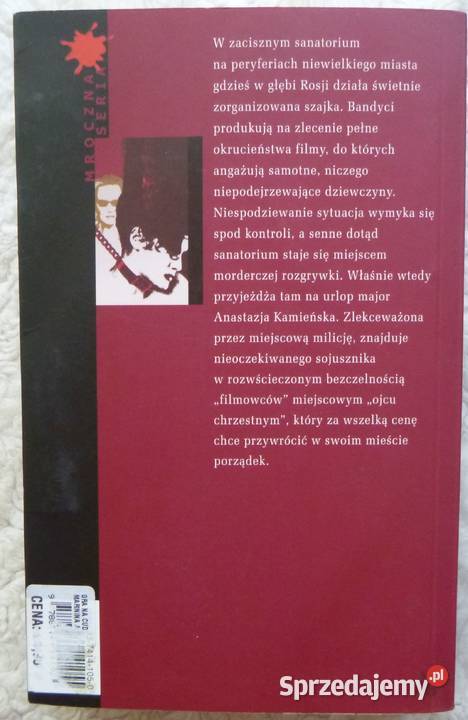 MROCZNA
SERIA
W zacisznym sanatorium
na peryferiach niewielkiego miasta
gdzieś w głębi Rosji działa świetnie
zorganizowana szajka. Bandyci
produkują na zlecenie pełne
okrucieństwa filmy, do których
angażują samotne, niczego
niepodejrzewające dziewczyny.
Niespodziewanie sytuacja wymyka się
spod kontroli, a senne dotąd
sanatorium staje się miejscem
morderczej rozgrywki. Właśnie wtedy
przyjeżdża tam na urlop major
Anastazja Kamieńska. Zlekceważona
przez miejscową milicję, znajduje
nieoczekiwanego sojusznika
w rozwścieczonym bezczelnością
„filmowców” miejscowym „ojcu
chrzestnym”, który za wszelką cenę
chce przywrócić w swoim mieście
porządek.
GRA NA CUD
MARININA
CENA:
Sprzedajemy.pl